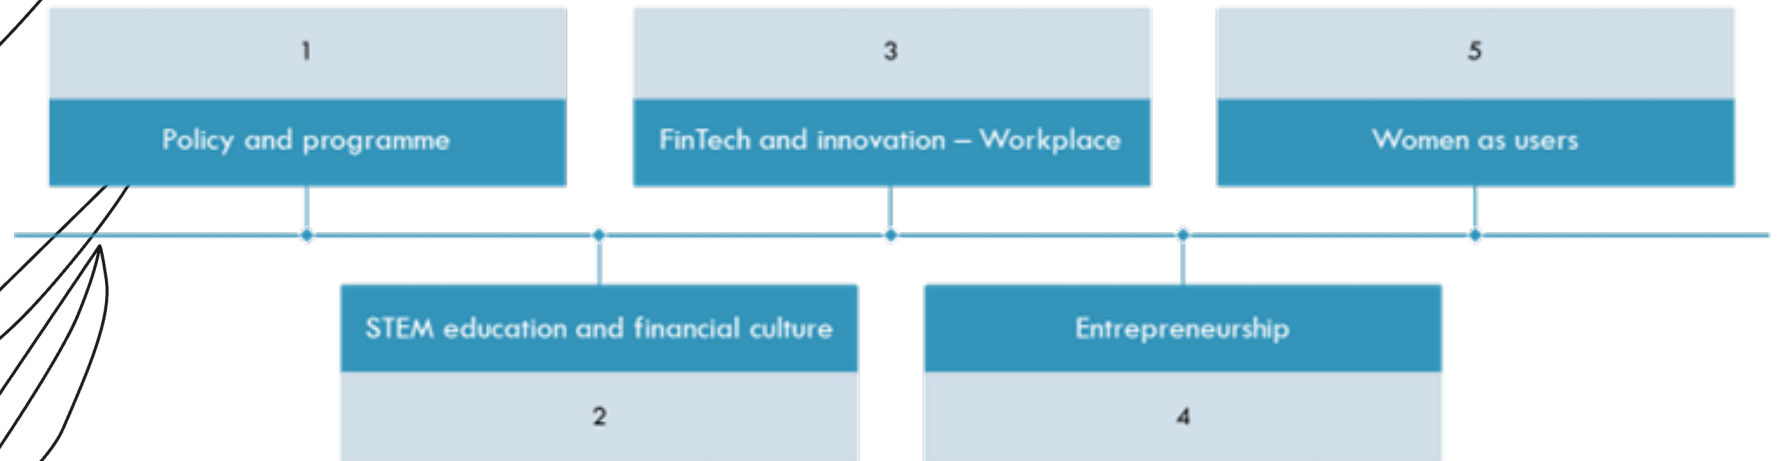 1
Policy and programme
3
FinTech and innovation – Workplace
5
Women as users
STEM education and financial culture
2
Entrepreneurship
4